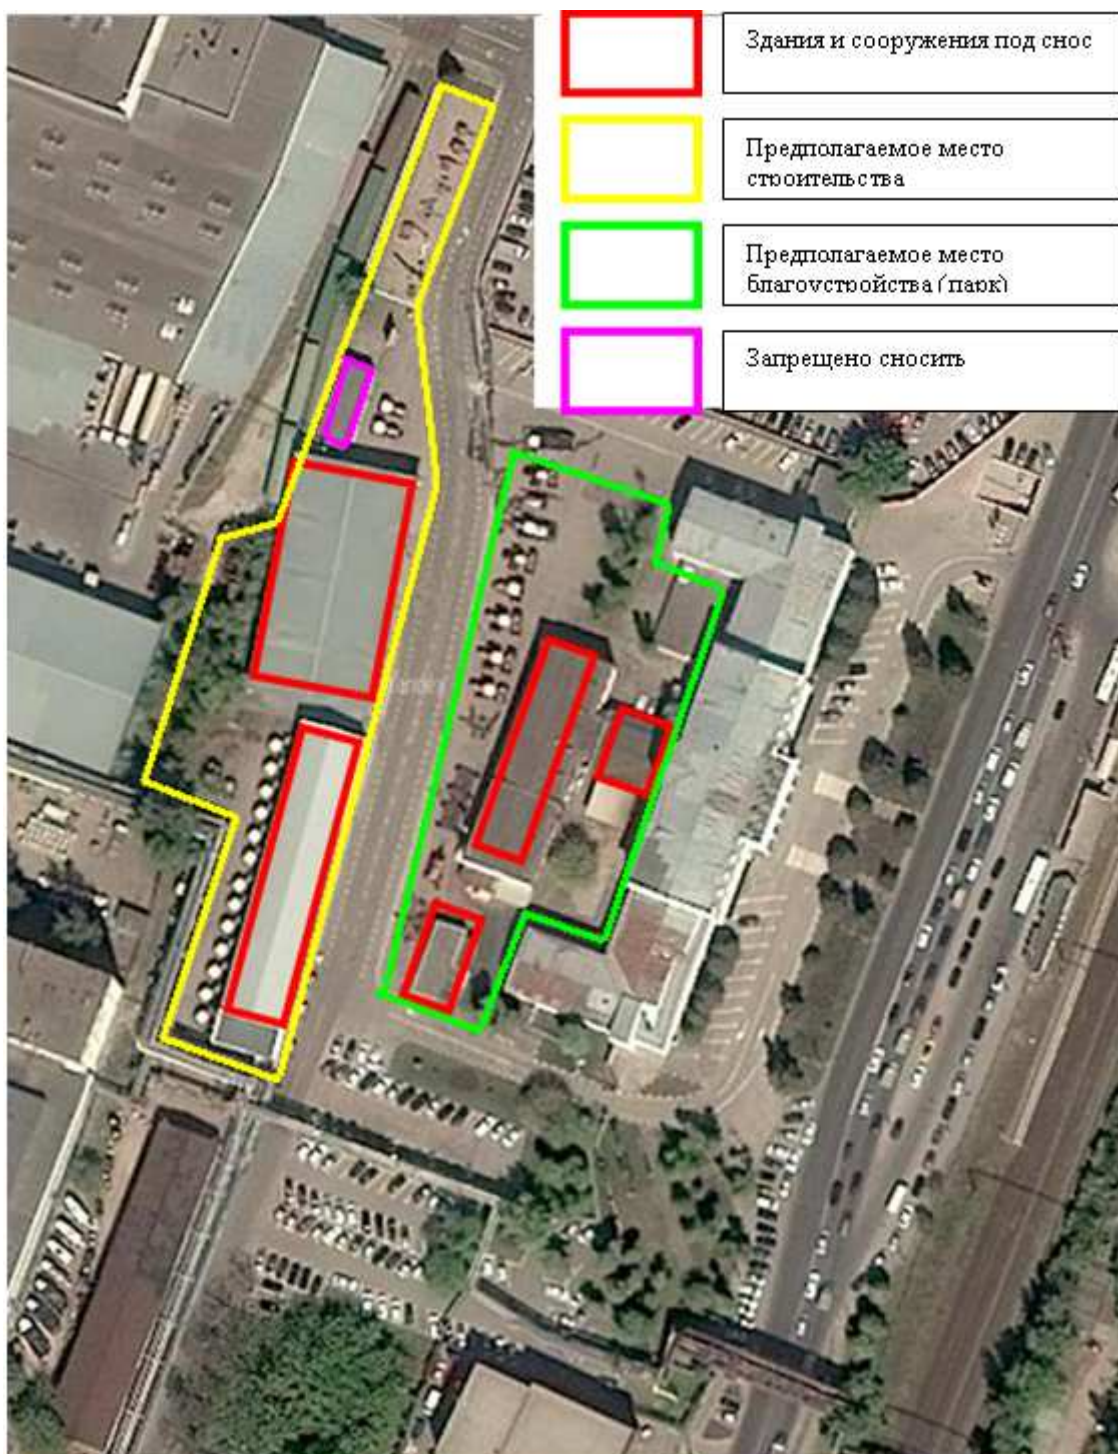 Здания и сооружения под снос
Предполагаемое место
строительства
Предполагаемое место
благоустройства (парк)
Запрещено сносить